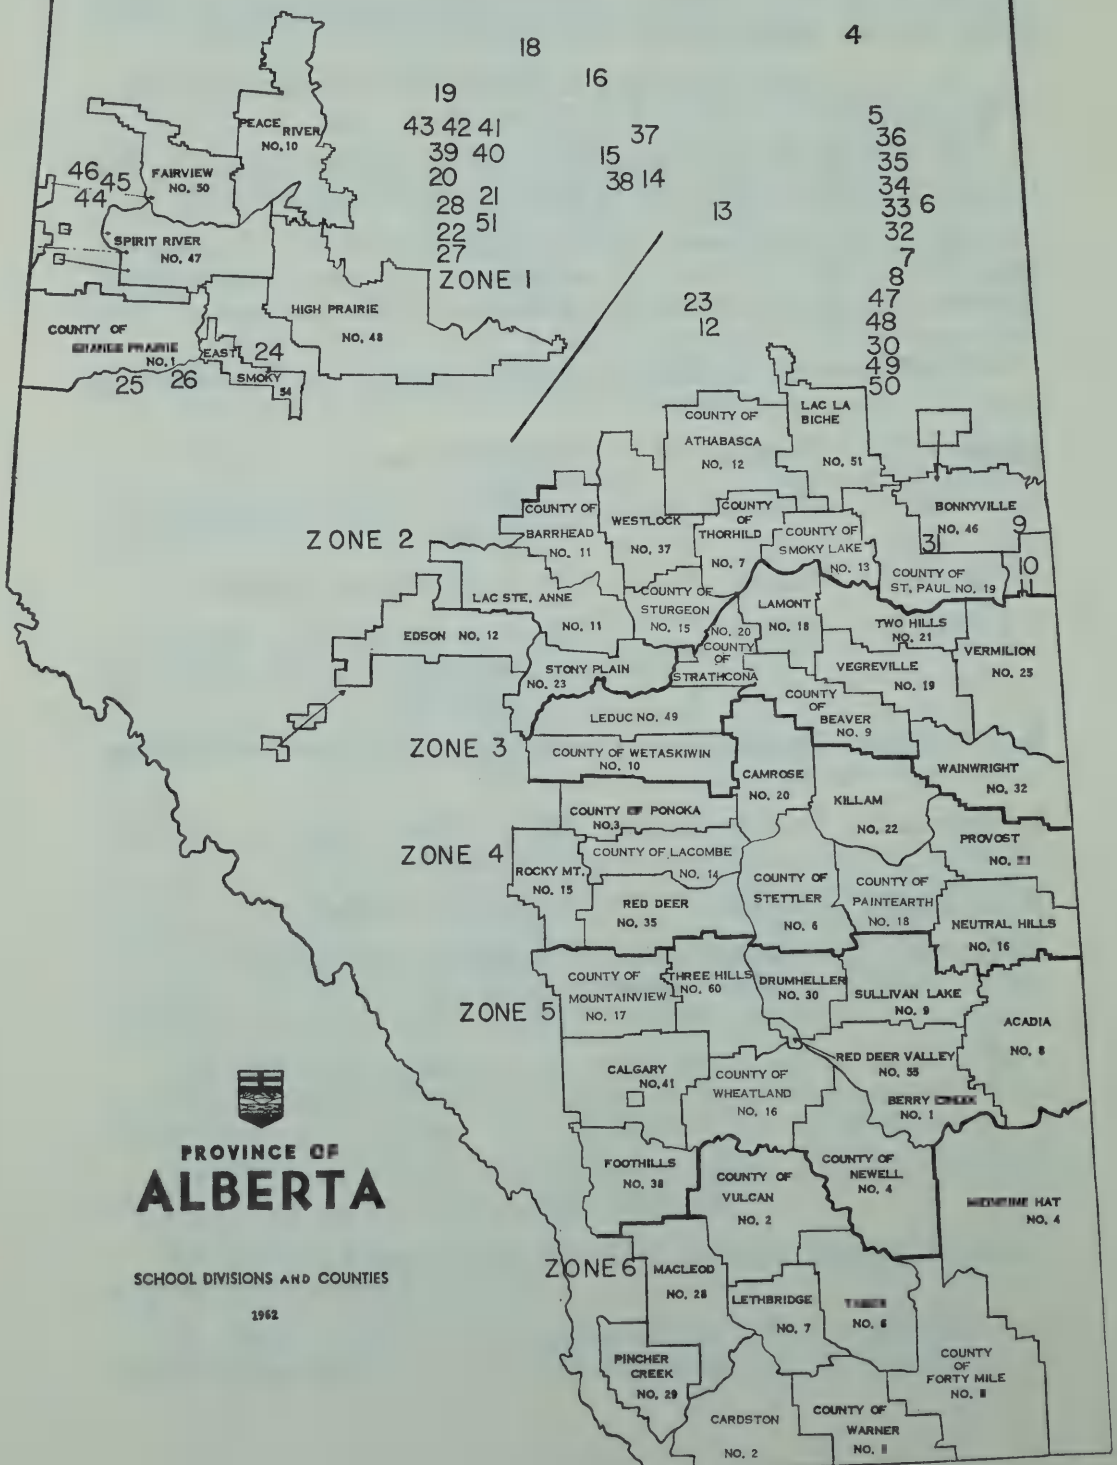 18
4
16
19
5
43 42 41
37
36
39 40
15
35
46 45
20
38 14
34
44
28 21
13
33 6
22 51
32
27
7
8
PEACE RIVER
NO. 10
FAIRVIEW
NO. 50
SPIRIT RIVER
NO. 47
ZONE 1
HIGH PRAIRIE
NO. 48
COUNTY OF
NO. 1
EAST
SMOKY
54
24
25 26
23
12
47
48
30
49
50
COUNTY OF
ATHABASCA
NO. 12
LAC LA
BICHE
NO. 51
ZONE 2
COUNTY OF
BARRHEAD
NO. 11
WESTLOCK
NO. 37
COUNTY
OF
THORHILD
NO. 7
COUNTY OF
SMOKY LAKE
NO. 13
BONNYVILLE
NO. 46
9
31
COUNTY OF
ST. PAUL NO. 19
10
11
LAC STE. ANNE
NO. 11
COUNTY OF
STURGEON
NO. 15
LAMONT
NO. 18
TWO HILLS
NO. 21
VERMILION
NO. 25
EDSON NO. 12
STONY PLAIN
NO. 23
NO. 20
COUNTY
OF
STRATHCONA
VEGREVILLE
NO. 19
LEDUC NO. 49
COUNTY
OF
BEAVER
NO. 9
ZONE 3
COUNTY OF WETASKIWIN
NO. 10
CAMROSE
NO. 20
KILLAM
NO. 22
WAINWRIGHT
NO. 32
COUNTY OF PONOKA
NO. 3
PROVOST
NO.
ZONE 4
COUNTY OF LACOMBE
NO. 14
ROCKY MT.
NO. 15
RED DEER
NO. 35
COUNTY OF
STETTLER
NO. 6
COUNTY OF
PAINTEARTH
NO. 18
NEUTRAL HILLS
NO. 16
ZONE 5
COUNTY OF
MOUNTAINVIEW
NO. 17
THREE HILLS
NO. 60
DRUMHELLER
NO. 30
SULLIVAN LAKE
NO. 9
ACADIA
NO. 8
CALGARY
NO. 41
COUNTY OF
WHEATLAND
NO. 16
RED DEER VALLEY
NO. 55
BERRY
NO. 1
PROVINCE OF
ALBERTA
SCHOOL DIVISIONS AND COUNTIES
1962
FOOTHILLS
NO. 38
COUNTY OF
VULCAN
NO. 2
COUNTY OF
NEWELL
NO. 4
HAT
NO. 4
ZONE 6
MACLEOD
NO. 28
LETHBRIDGE
NO. 7
NO. 6
PINCHER
CREEK
NO. 29
COUNTY
OF
FORTY MILE
NO.
CARDSTON
NO. 2
COUNTY OF
WARNER
NO.